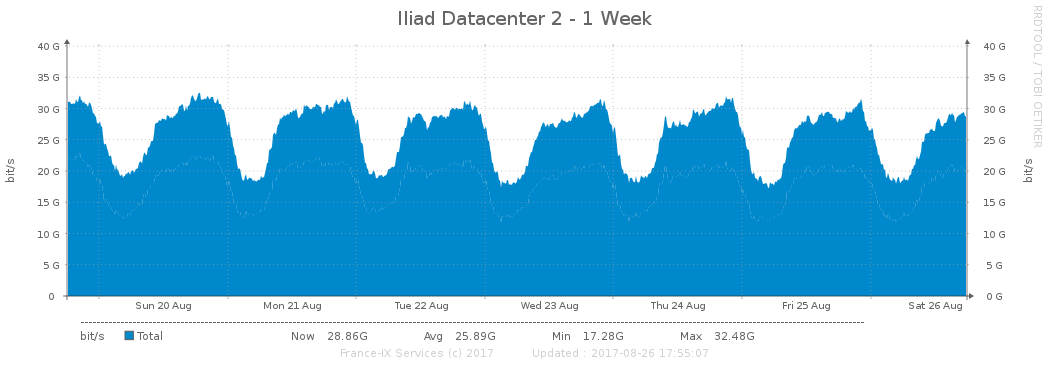 Iliad Datacenter 2 - 1 Week
RRDTOOL / TOBI OETIKER
40 G 40 G
35 G 35 G
30 G 30 G
25 G 25 G
20 G 20 G
15 G 15 G
10 G 10 G
5 G 5 G
0 0 G
bit/s bit/s
Sun 20 Aug Mon 21 Aug Tue 22 Aug Wed 23 Aug Thu 24 Aug Fri 25 Aug Sat 26 Aug
bit/s Total Now 28.86G Avg 25.89G Min 17.28G Max 32.48G
France-IX Services (c) 2017 Updated : 2017-08-26 17:55:07